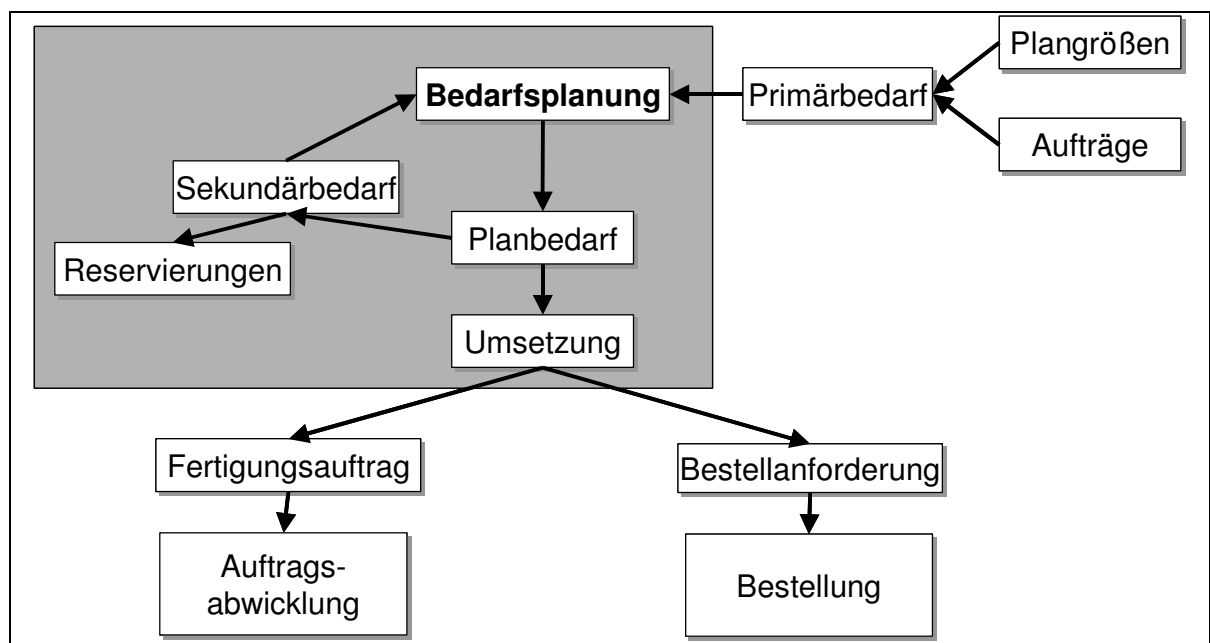 Plangrößen
Bedarfsplanung
Primärbedarf
Aufträge
Sekundärbedarf
Planbedarf
Reservierungen
Umsetzung
Fertigungsauftrag
Bestellanforderung
Auftrags-
abwicklung
Bestellung